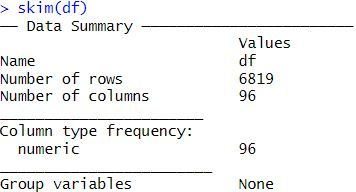 > skim(df)
── Data Summary ────────────────────────
Values
Name df
Number of rows 6819
Number of columns 96
_______________________
Column type frequency:
numeric 96
________________________
Group variables None